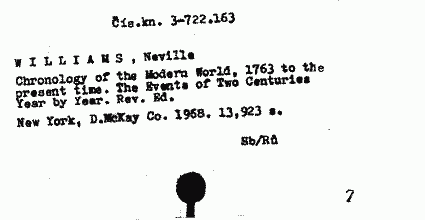 Čís.kn. 3-722.163
WILLIAMS, Neville
Chronology of the Modern World, 1763 to the
present time. The Events of Two Centuries
Year by Year. Rev. Ed.
New York, D.McKay Co. 1968. 13,923 s.
Sb/Rů
7